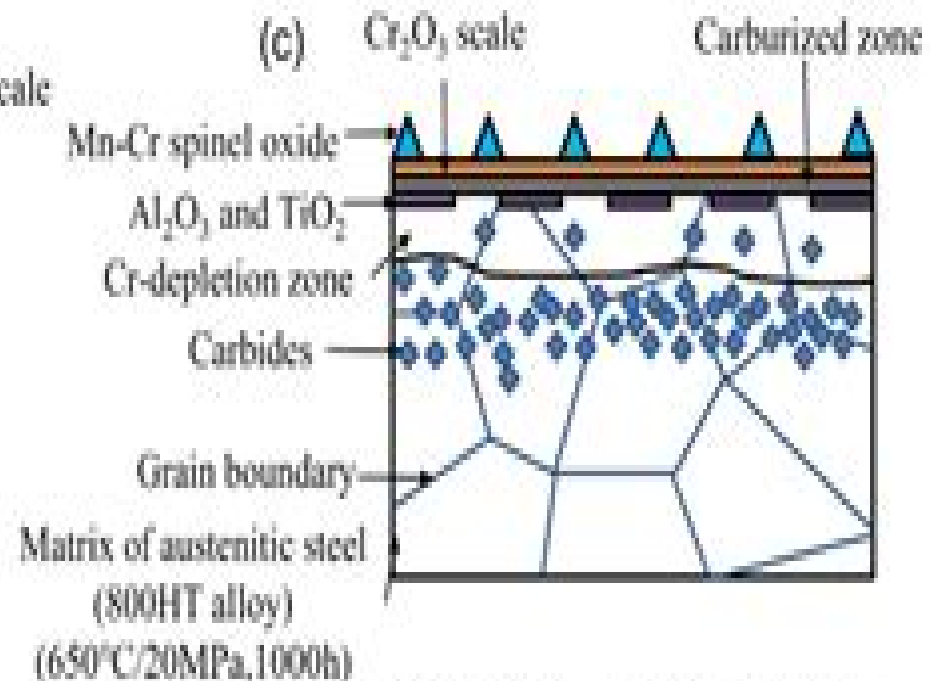 (c)
Cr₂O₃ scale
Carburized zone
cale
Mn-Cr spinel oxide
Al₂O₃ and TiO₂
Cr-depletion zone
Carbides
Grain boundary
Matrix of austenitic steel
(800HT alloy)
(650°C/20MPa,1000h)